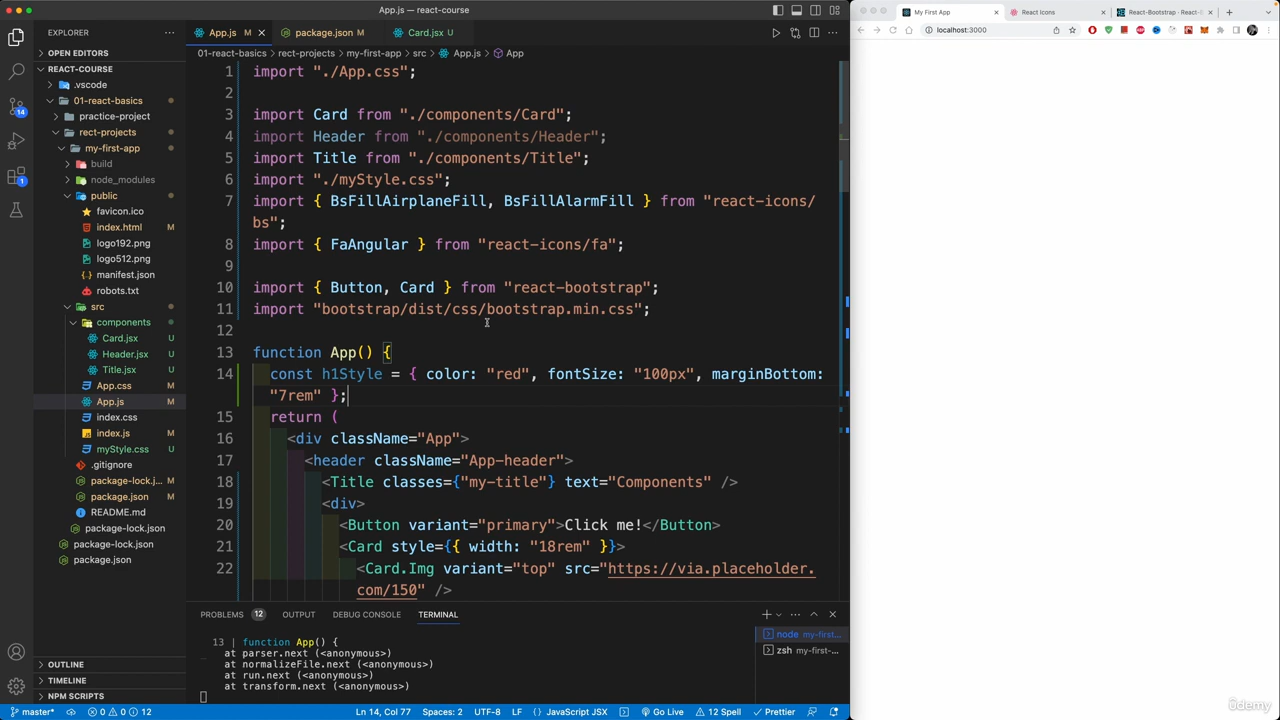 App.js — react-course
EXPLORER
OPEN EDITORS
REACT-COURSE
.vscode
01-react-basics
practice-project
rect-projects
my-first-app
build
node_modules
public
favicon.ico
index.html M
logo192.png
logo512.png
manifest.json
robots.txt
src
components
Card.jsx U
Header.jsx U
Title.jsx U
App.css M
App.js M
index.css
index.js M
myStyle.css U
.gitignore
package-lock.j... M
package.json M
README.md
package-lock.json
package-lock.json
package.json
OUTLINE
TIMELINE
NPM SCRIPTS
14
1
App.js M
package.json M
Card.jsx U
01-react-basics › rect-projects › my-first-app › src › App.js › App
1 import "./App.css";
2
3 import Card from "./components/Card";
4 import Header from "./components/Header";
5 import Title from "./components/Title";
6 import "./myStyle.css";
7 import { BsFillAirplaneFill, BsFillAlarmFill } from "react-icons/
bs";
8 import { FaAngular } from "react-icons/fa";
9
10 import { Button, Card } from "react-bootstrap";
11 import "bootstrap/dist/css/bootstrap.min.css";
12
13 function App() {
14 const h1Style = { color: "red", fontSize: "100px", marginBottom:
"7rem" };
15 return (
16 <div className="App">
17 <header className="App-header">
18 <Title classes={"my-title"} text="Components" />
19 <div>
20 <Button variant="primary">Click me!</Button>
21 <Card style={{ width: "18rem" }}>
22 <Card.Img variant="top" src="https://via.placeholder.
com/150" />
PROBLEMS 12 OUTPUT DEBUG CONSOLE TERMINAL
13 | function App() {
at parser.next (<anonymous>)
at normalizeFile.next (<anonymous>)
at run.next (<anonymous>)
at transform.next (<anonymous>)
node my-first...
zsh my-first-...
master* 0 0 12 Ln 14, Col 77 Spaces: 2 UTF-8 LF JavaScript JSX Go Live 12 Spell Prettier
My First App
React Icons
React-Bootstrap · React-B
localhost:3000
ûdemy